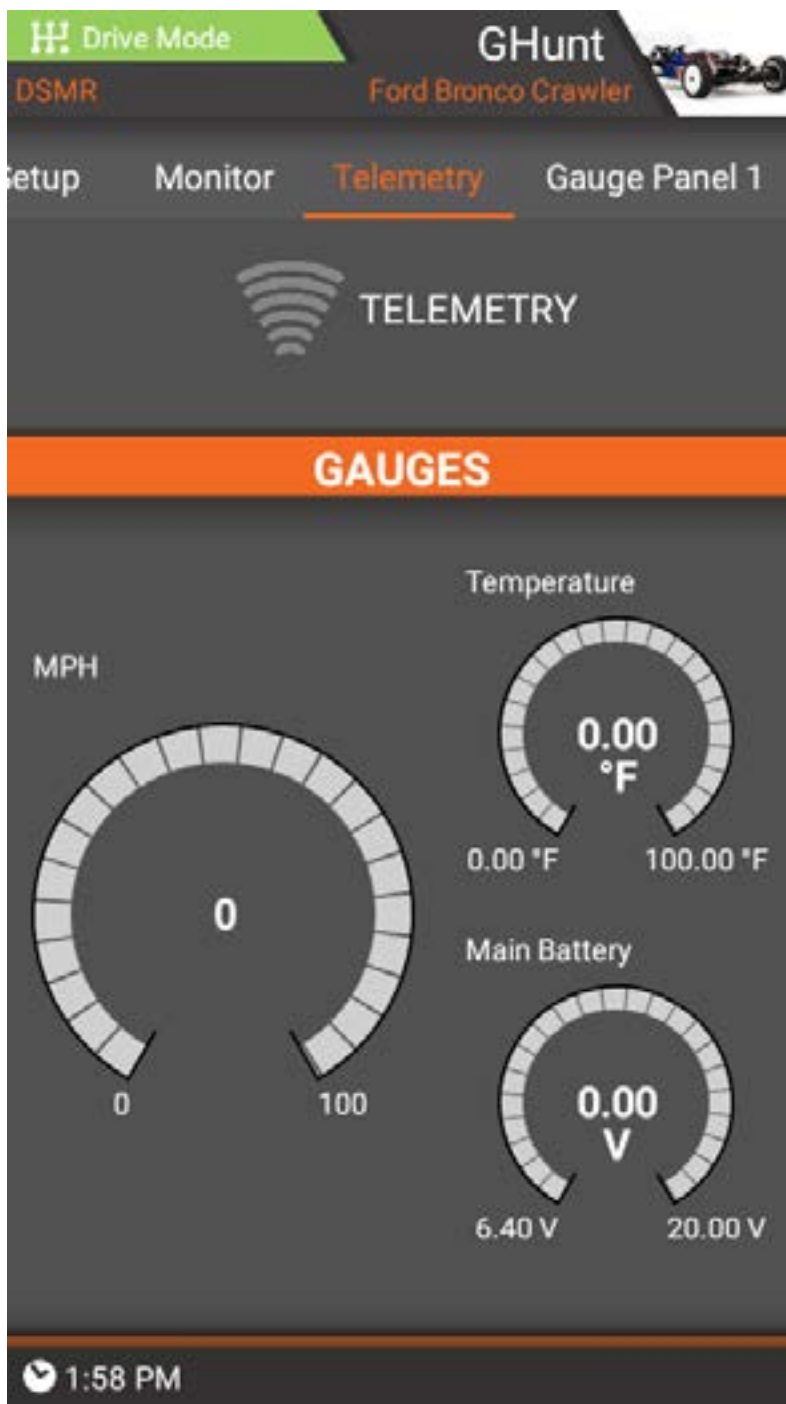 Drive Mode
GHunt
DSMR
Ford Bronco Crawler
Setup Monitor Telemetry Gauge Panel 1
TELEMETRY
GAUGES
MPH
0
0 100
Temperature
0.00
°F
0.00 °F 100.00 °F
Main Battery
0.00
V
6.40 V 20.00 V
1:58 PM